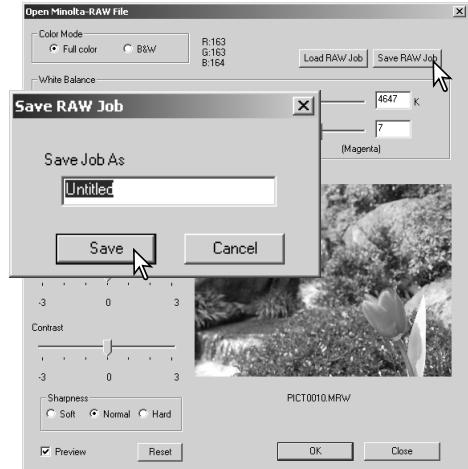 Open Minolta-RAW File
Color Mode
Full color
B&W
R:163
G:163
B:164
Load RAW Job
Save RAW Job
White Balance
4647 K
7
(Magenta)
Save RAW Job
Save Job As
Untitled
Save
Cancel
-3 0 3
Contrast
-3 0 3
Sharpness
Soft Normal Hard
PICT0010.MRW
Preview
Reset
OK
Close